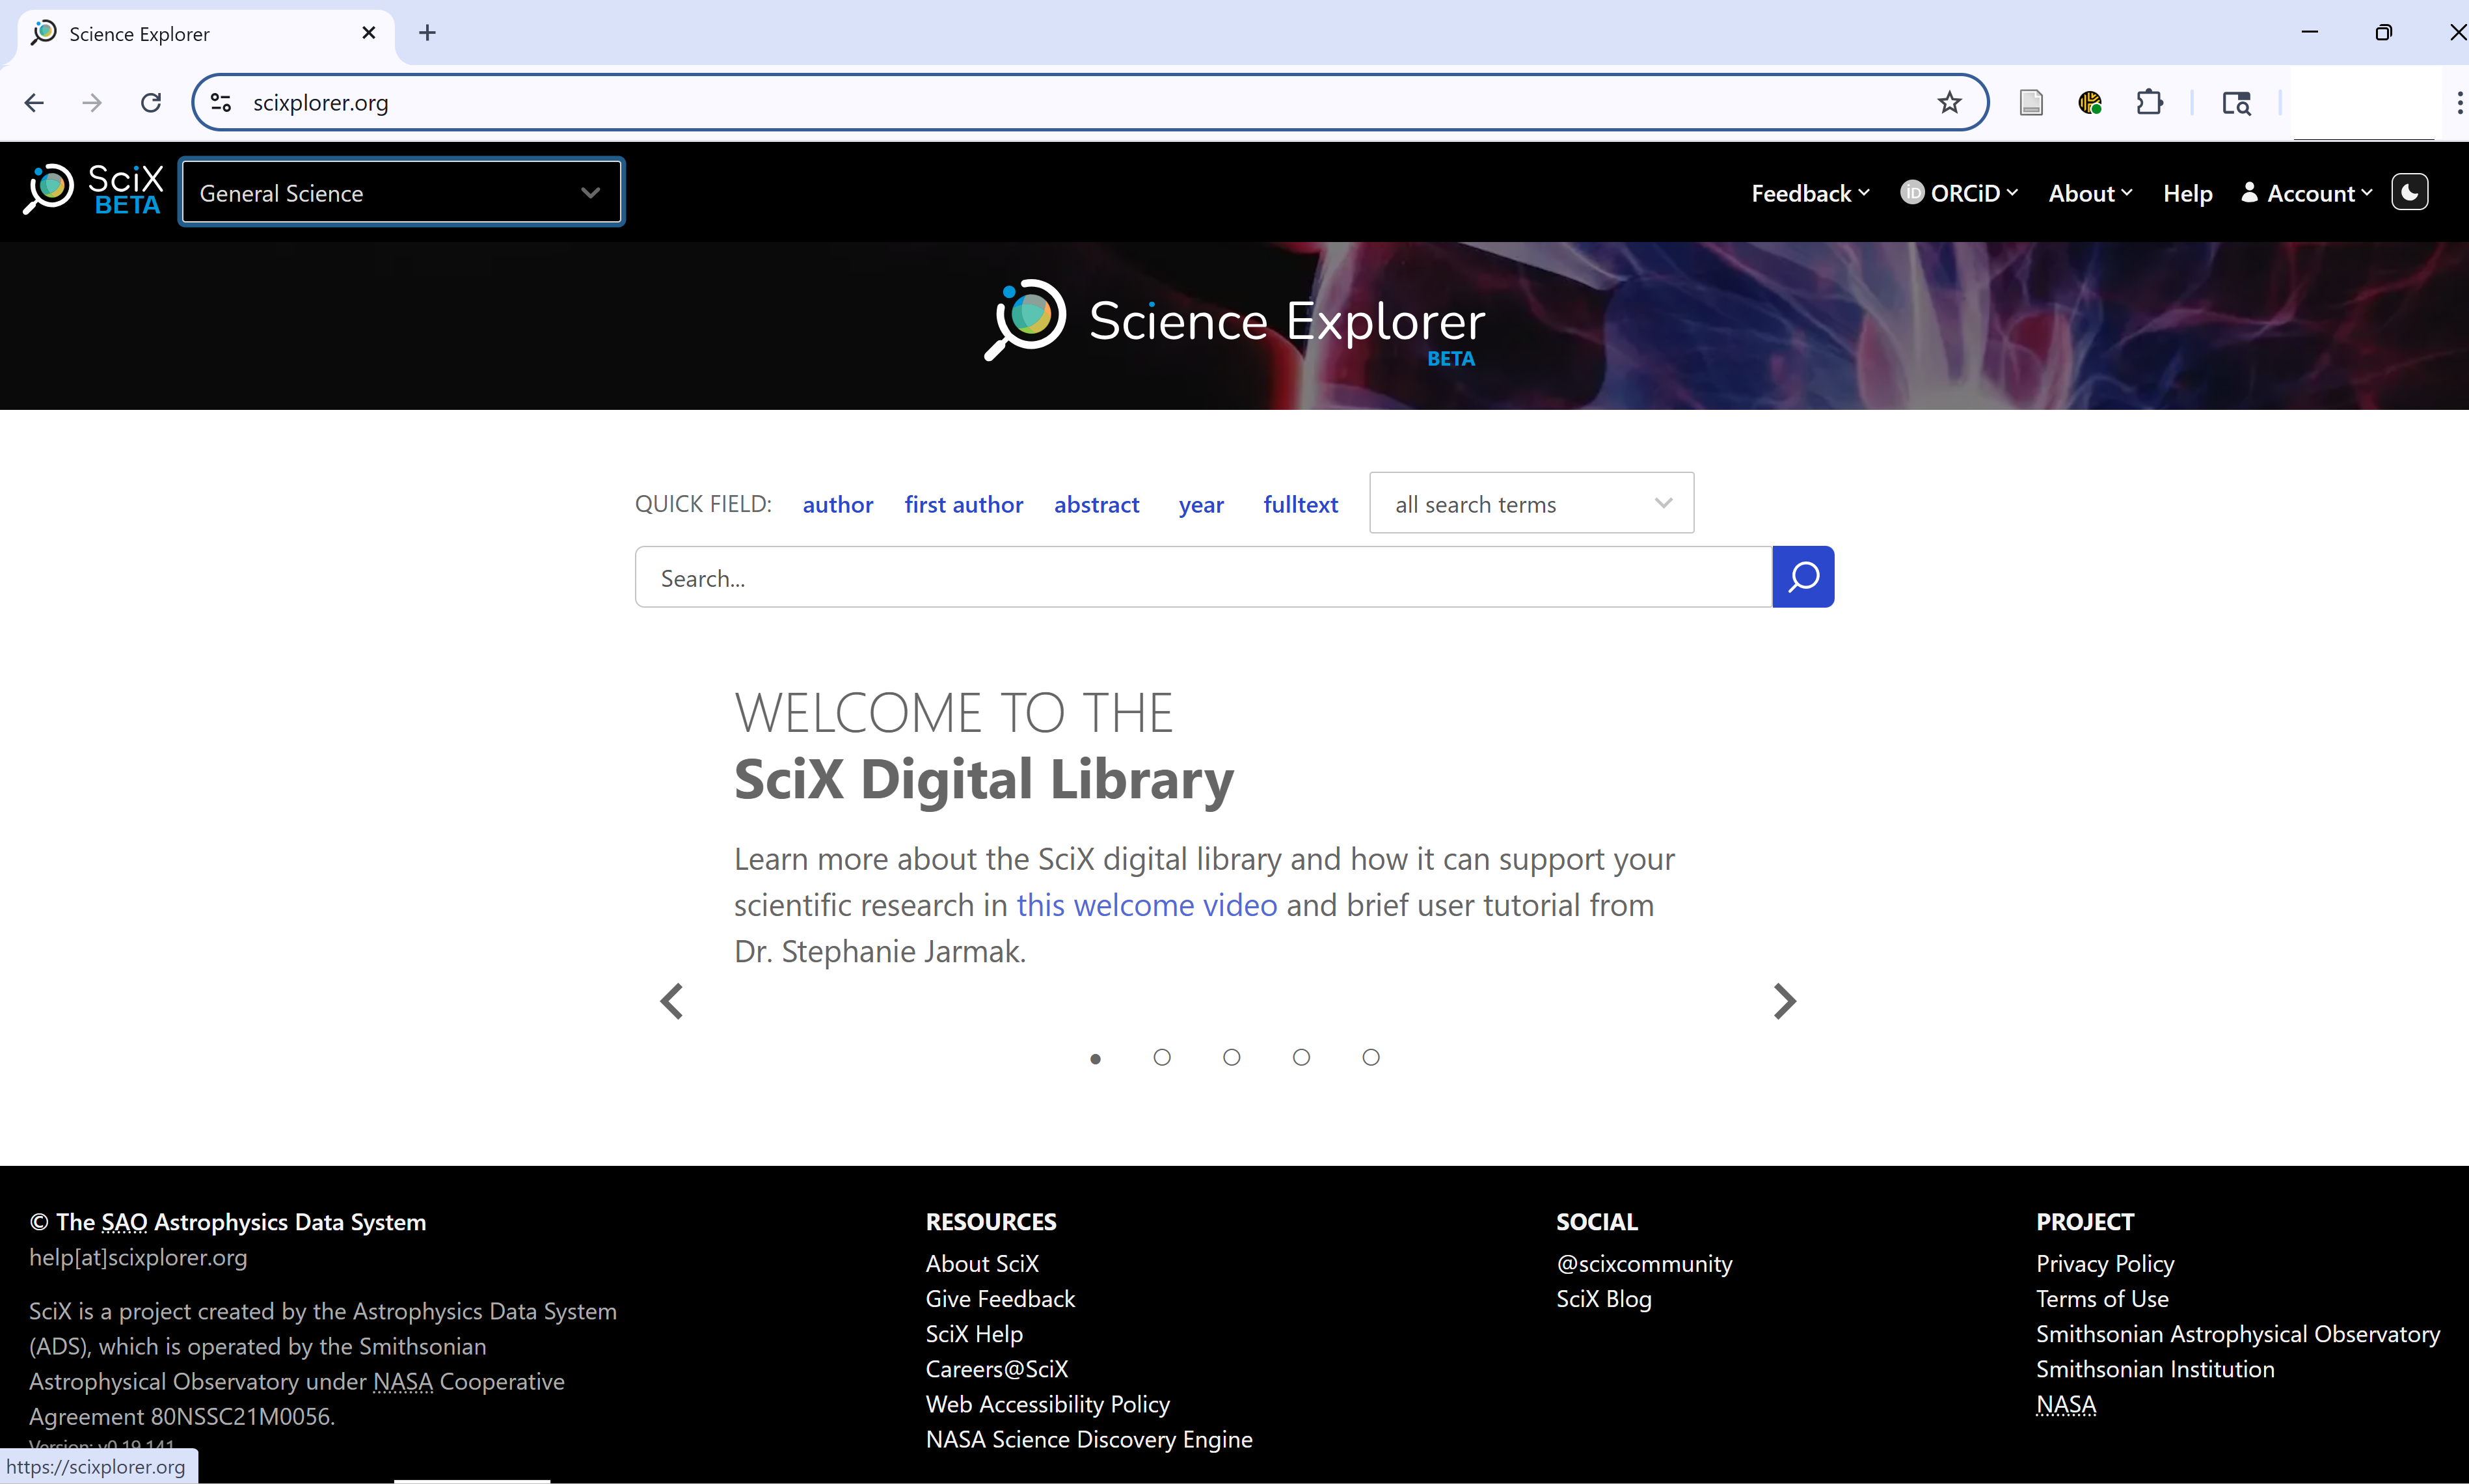 Science Explorer
scixplorer.org
SciX
BETA
General Science
Feedback
iD ORCiD
About
Help
Account
Science Explorer
BETA
QUICK FIELD:
author
first author
abstract
year
fulltext
all search terms
Search...
WELCOME TO THE
SciX Digital Library
Learn more about the SciX digital library and how it can support your
scientific research in this welcome video and brief user tutorial from
Dr. Stephanie Jarmak.
© The SAO Astrophysics Data System
help[at]scixplorer.org
SciX is a project created by the Astrophysics Data System
(ADS), which is operated by the Smithsonian
Astrophysical Observatory under NASA Cooperative
Agreement 80NSSC21M0056.
Version: v0.19.141
https://scixplorer.org
RESOURCES
About SciX
Give Feedback
SciX Help
Careers@SciX
Web Accessibility Policy
NASA Science Discovery Engine
SOCIAL
@scixcommunity
SciX Blog
PROJECT
Privacy Policy
Terms of Use
Smithsonian Astrophysical Observatory
Smithsonian Institution
NASA